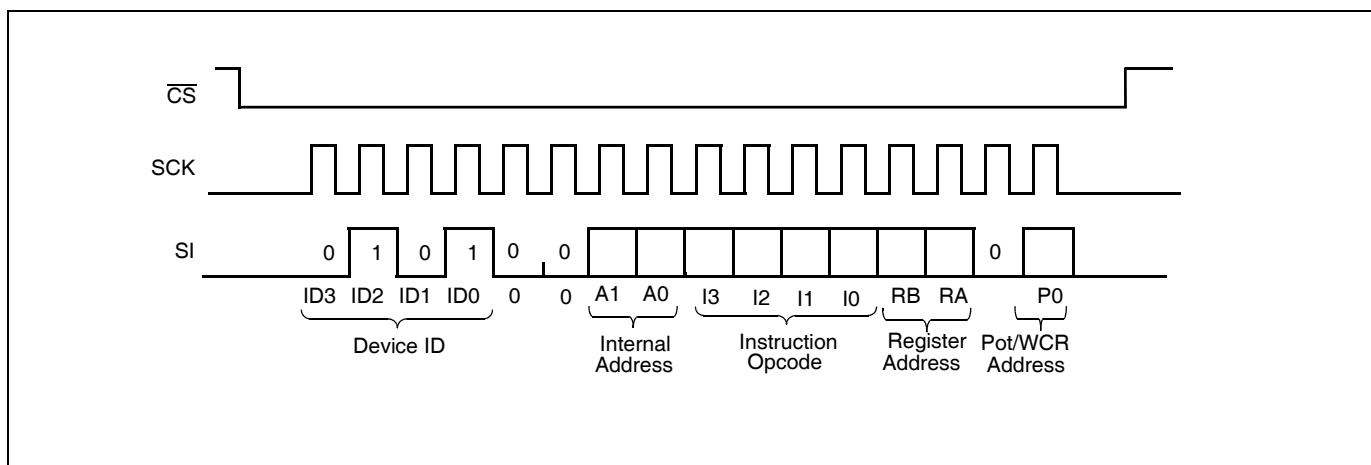 CS
SCK
SI
0 1 0 1 0 0 0
ID3 ID2 ID1 ID0 0 0 A1 A0 I3 I2 I1 I0 RB RA P0
Device ID
Internal
Address
Instruction
Opcode
Register
Address
Pot/WCR
Address